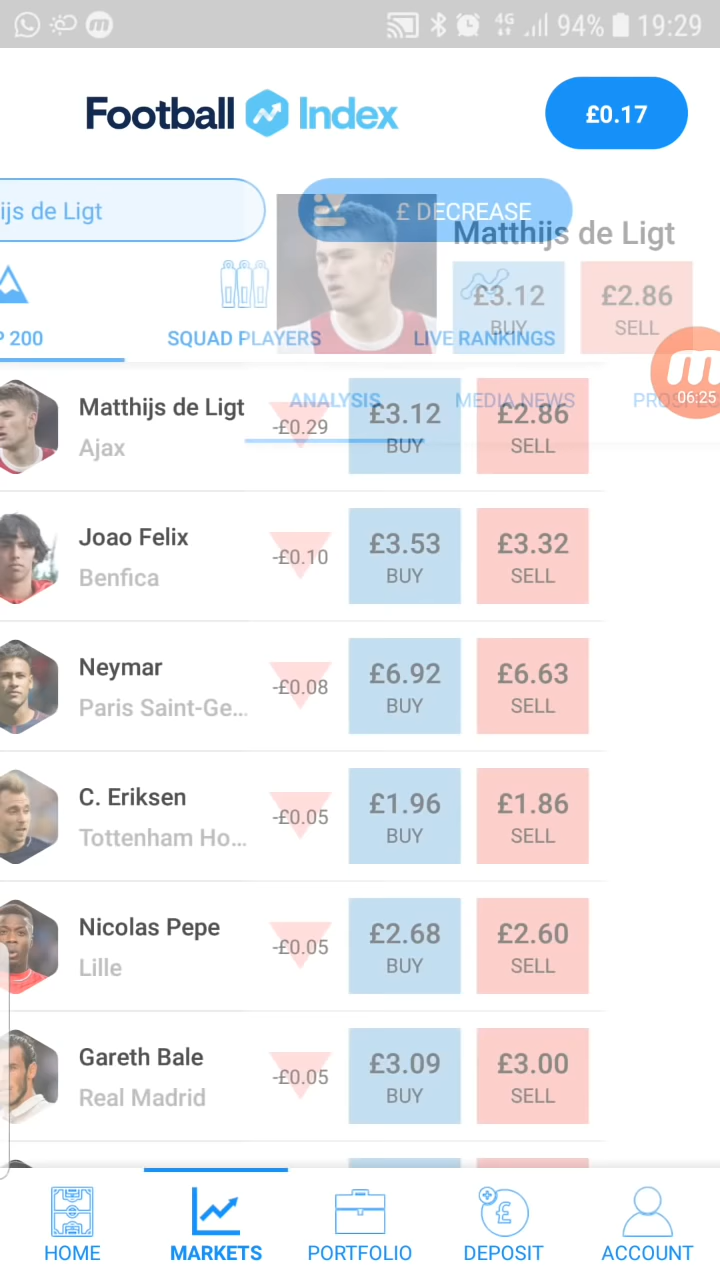 4G 94% 19:29
Football Index £0.17
ijs de Ligt £ DECREASE
Matthijs de Ligt
£3.12 £2.86
BUY SELL
P 200 SQUAD PLAYERS LIVE RANKINGS
06:25
ANALYSIS MEDIA NEWS
Matthijs de Ligt -£0.29 £3.12 £2.86
Ajax BUY SELL
Joao Felix -£0.10 £3.53 £3.32
Benfica BUY SELL
Neymar -£0.08 £6.92 £6.63
Paris Saint-Ge... BUY SELL
C. Eriksen -£0.05 £1.96 £1.86
Tottenham Ho... BUY SELL
Nicolas Pepe -£0.05 £2.68 £2.60
Lille BUY SELL
Gareth Bale -£0.05 £3.09 £3.00
Real Madrid BUY SELL
HOME MARKETS PORTFOLIO DEPOSIT ACCOUNT